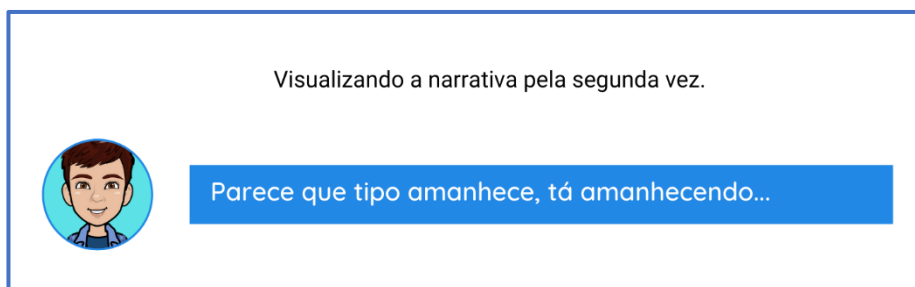 Visualizando a narrativa pela segunda vez.
Parece que tipo amanhece, tá amanhecendo...